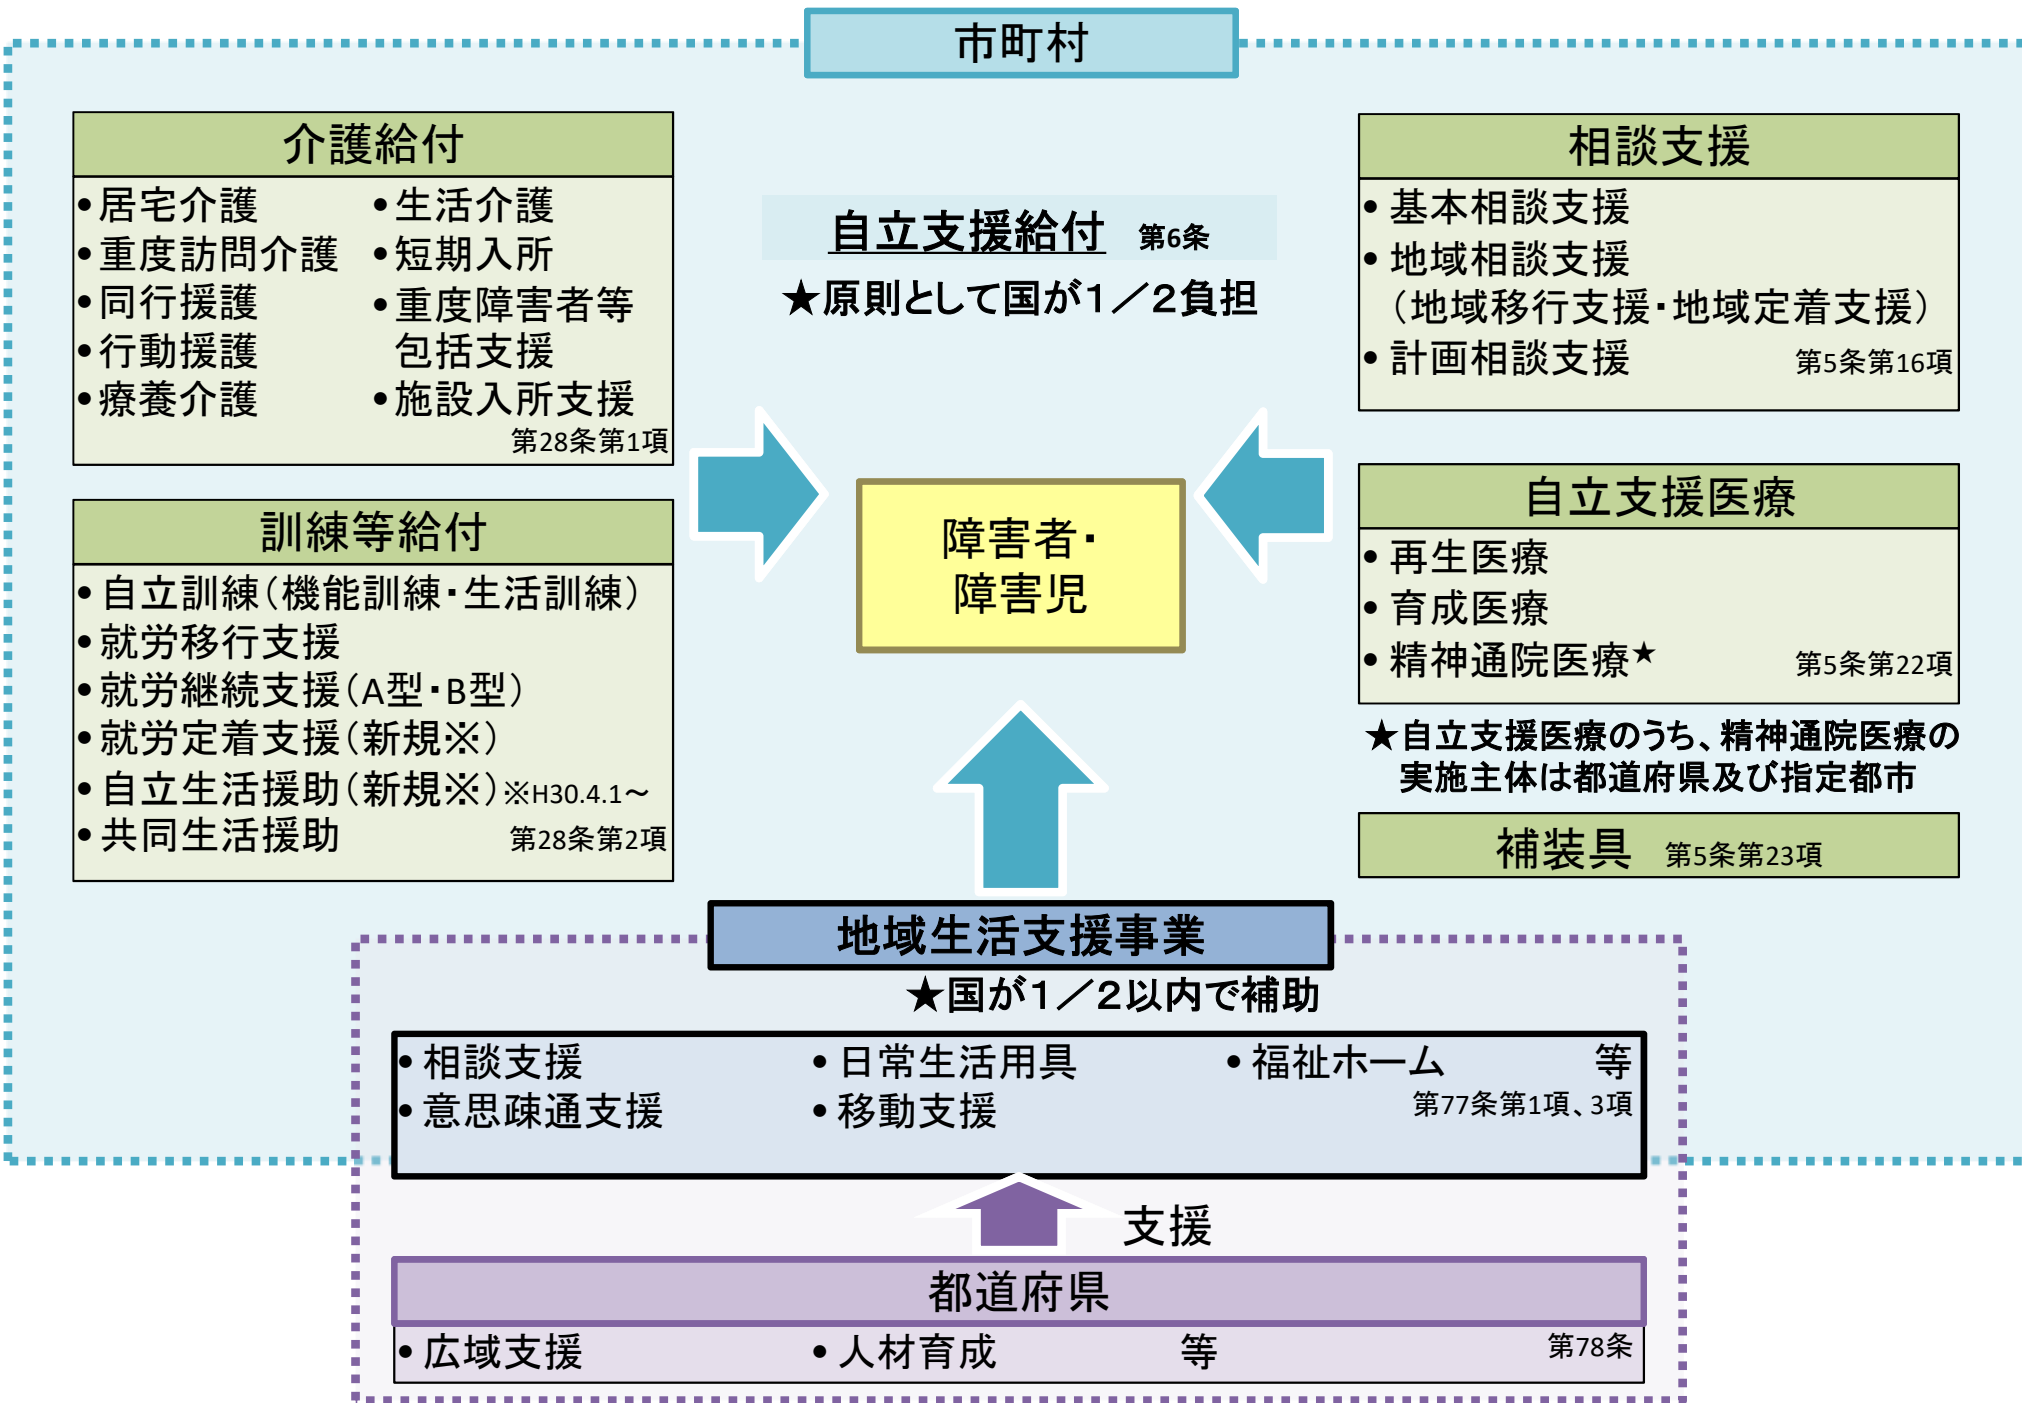 市町村
介護給付
•居宅介護
•重度訪問介護
•同行援護
•行動援護
•療養介護
•生活介護
•短期入所
•重度障害者等
包括支援
•施設入所支援
第28条第1項
訓練等給付
•自立訓練(機能訓練・生活訓練)
•就労移行支援
•就労継続支援(A型・B型)
•就労定着支援(新規※)
•自立生活援助(新規※)※H30.4.1～
•共同生活援助 第28条第2項
自立支援給付 第6条
★原則として国が1／2負担
障害者・
障害児
相談支援
•基本相談支援
•地域相談支援
(地域移行支援・地域定着支援)
•計画相談支援 第5条第16項
自立支援医療
•再生医療
•育成医療
•精神通院医療★ 第5条第22項
★自立支援医療のうち、精神通院医療の
実施主体は都道府県及び指定都市
補装具 第5条第23項
地域生活支援事業
★国が1／2以内で補助
•相談支援 •日常生活用具 •福祉ホーム 等
•意思疎通支援 •移動支援 第77条第1項、3項
支援
都道府県
•広域支援 •人材育成 等 第78条